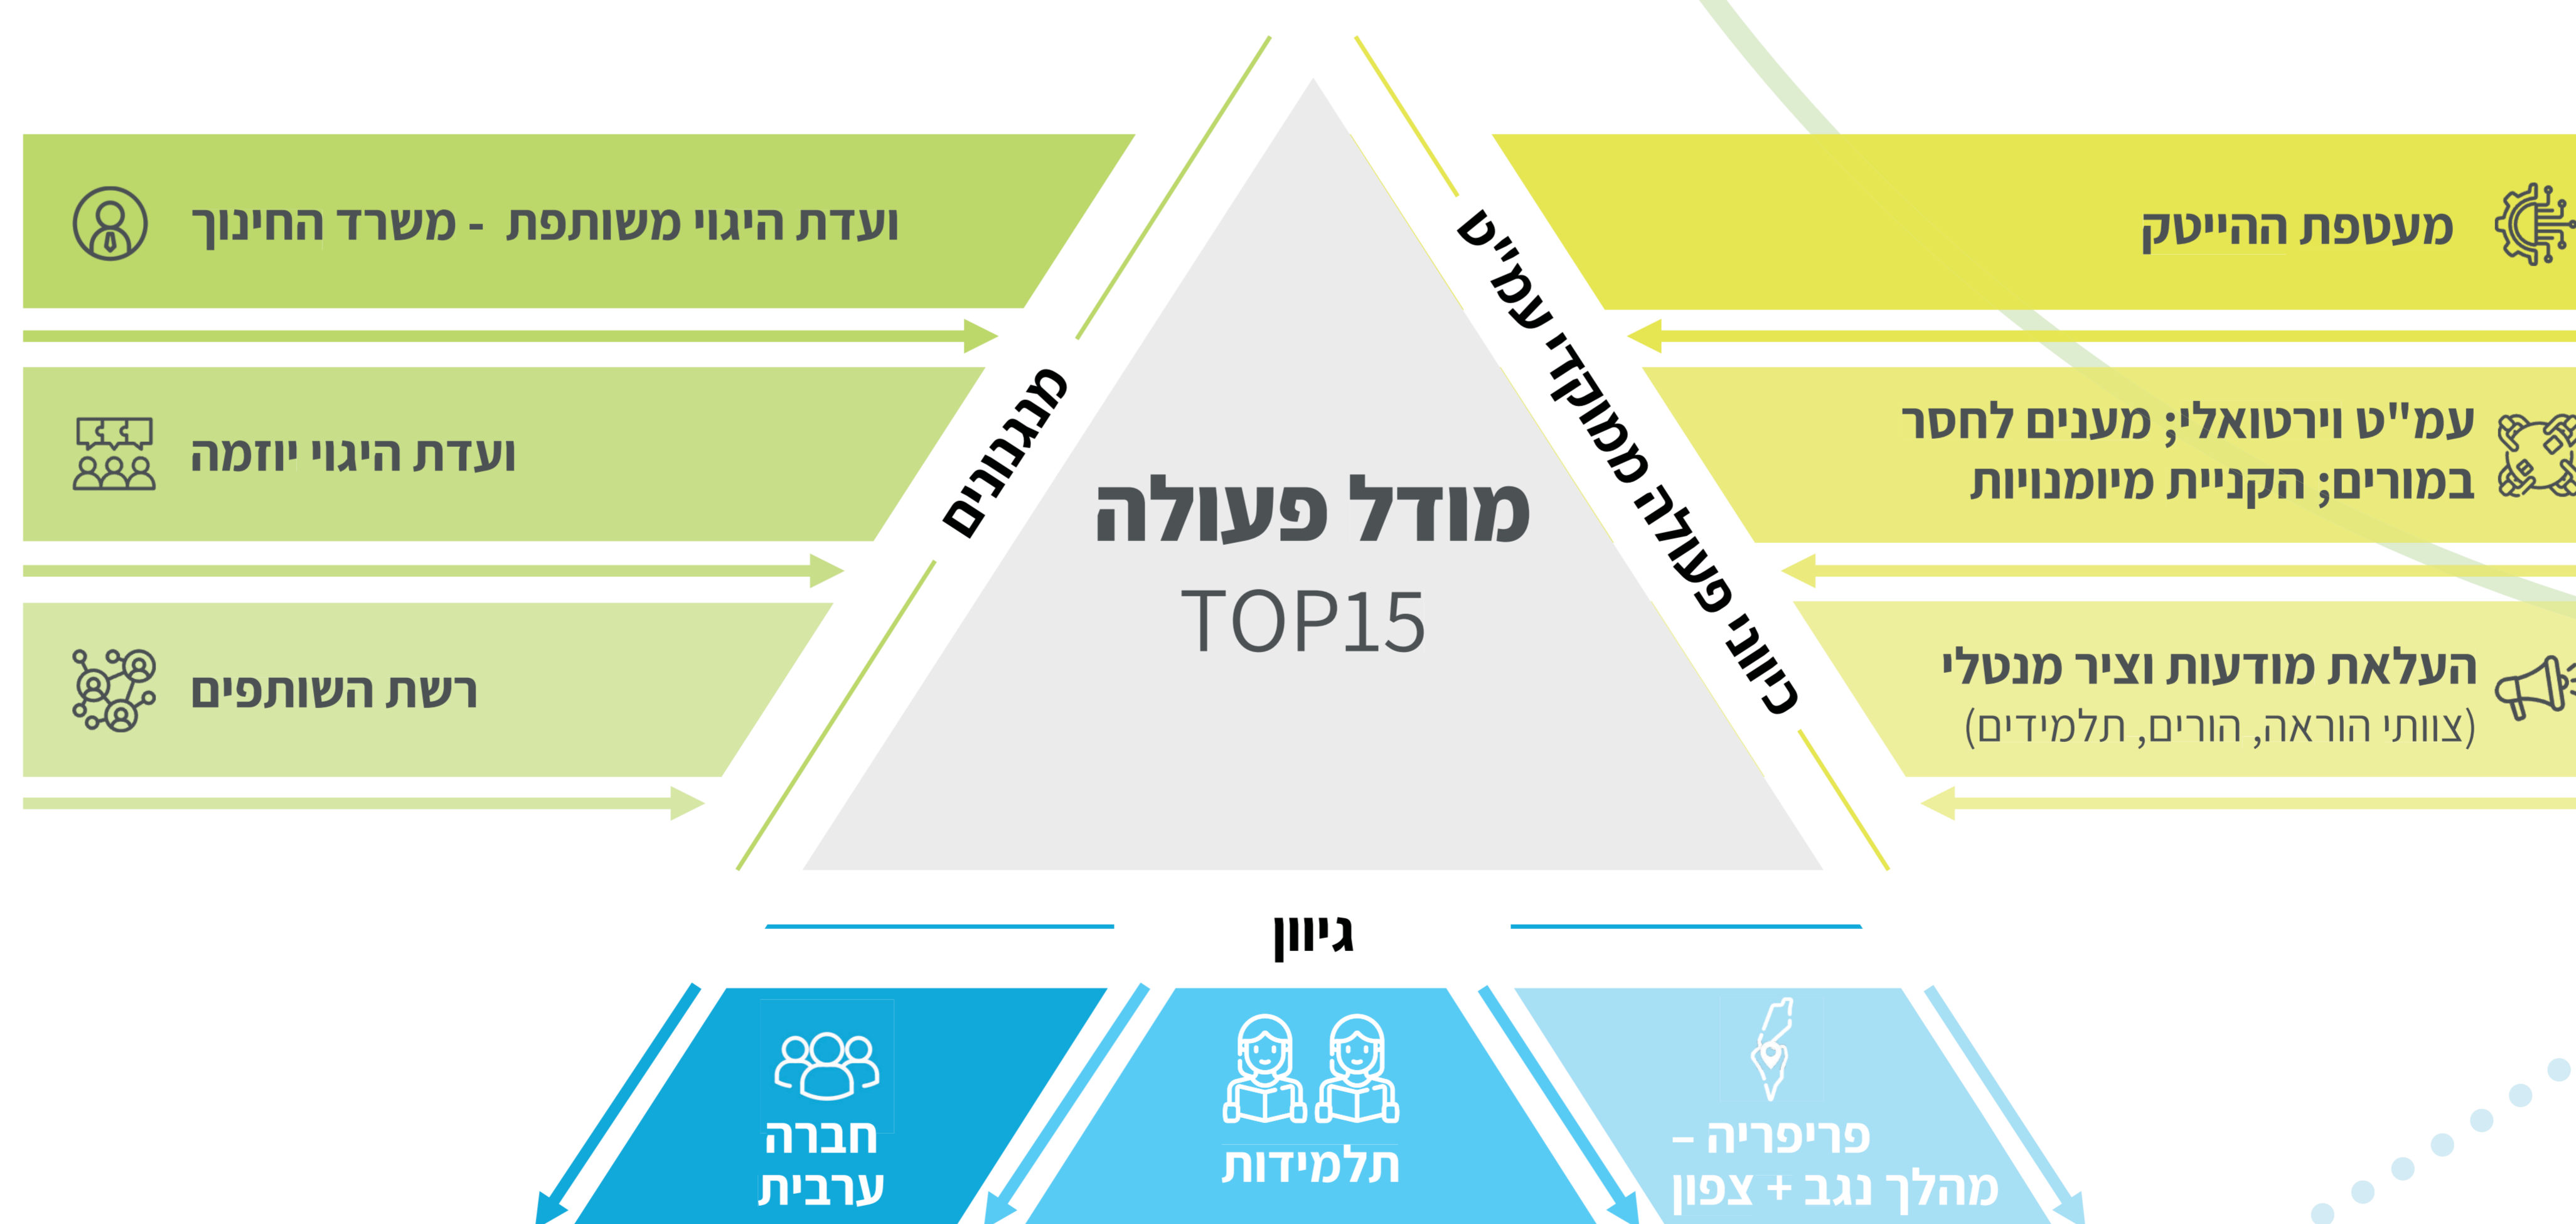 מודל פעולה
TOP15
כיווני פעולה ממוקדי עמ"ט
מעטפת ההייטק
עמ"ט וירטואלי; מענים לחסר
במורים; הקניית מיומנויות
העלאת מודעות וציר מנטלי
(צוותי הוראה, הורים, תלמידים)
מנגנונים
ועדת היגוי משותפת - משרד החינוך
ועדת היגוי יוזמה
רשת השותפים
גיוון
פריפריה –
מהלך נגב + צפון
תלמידות
חברה
ערבית